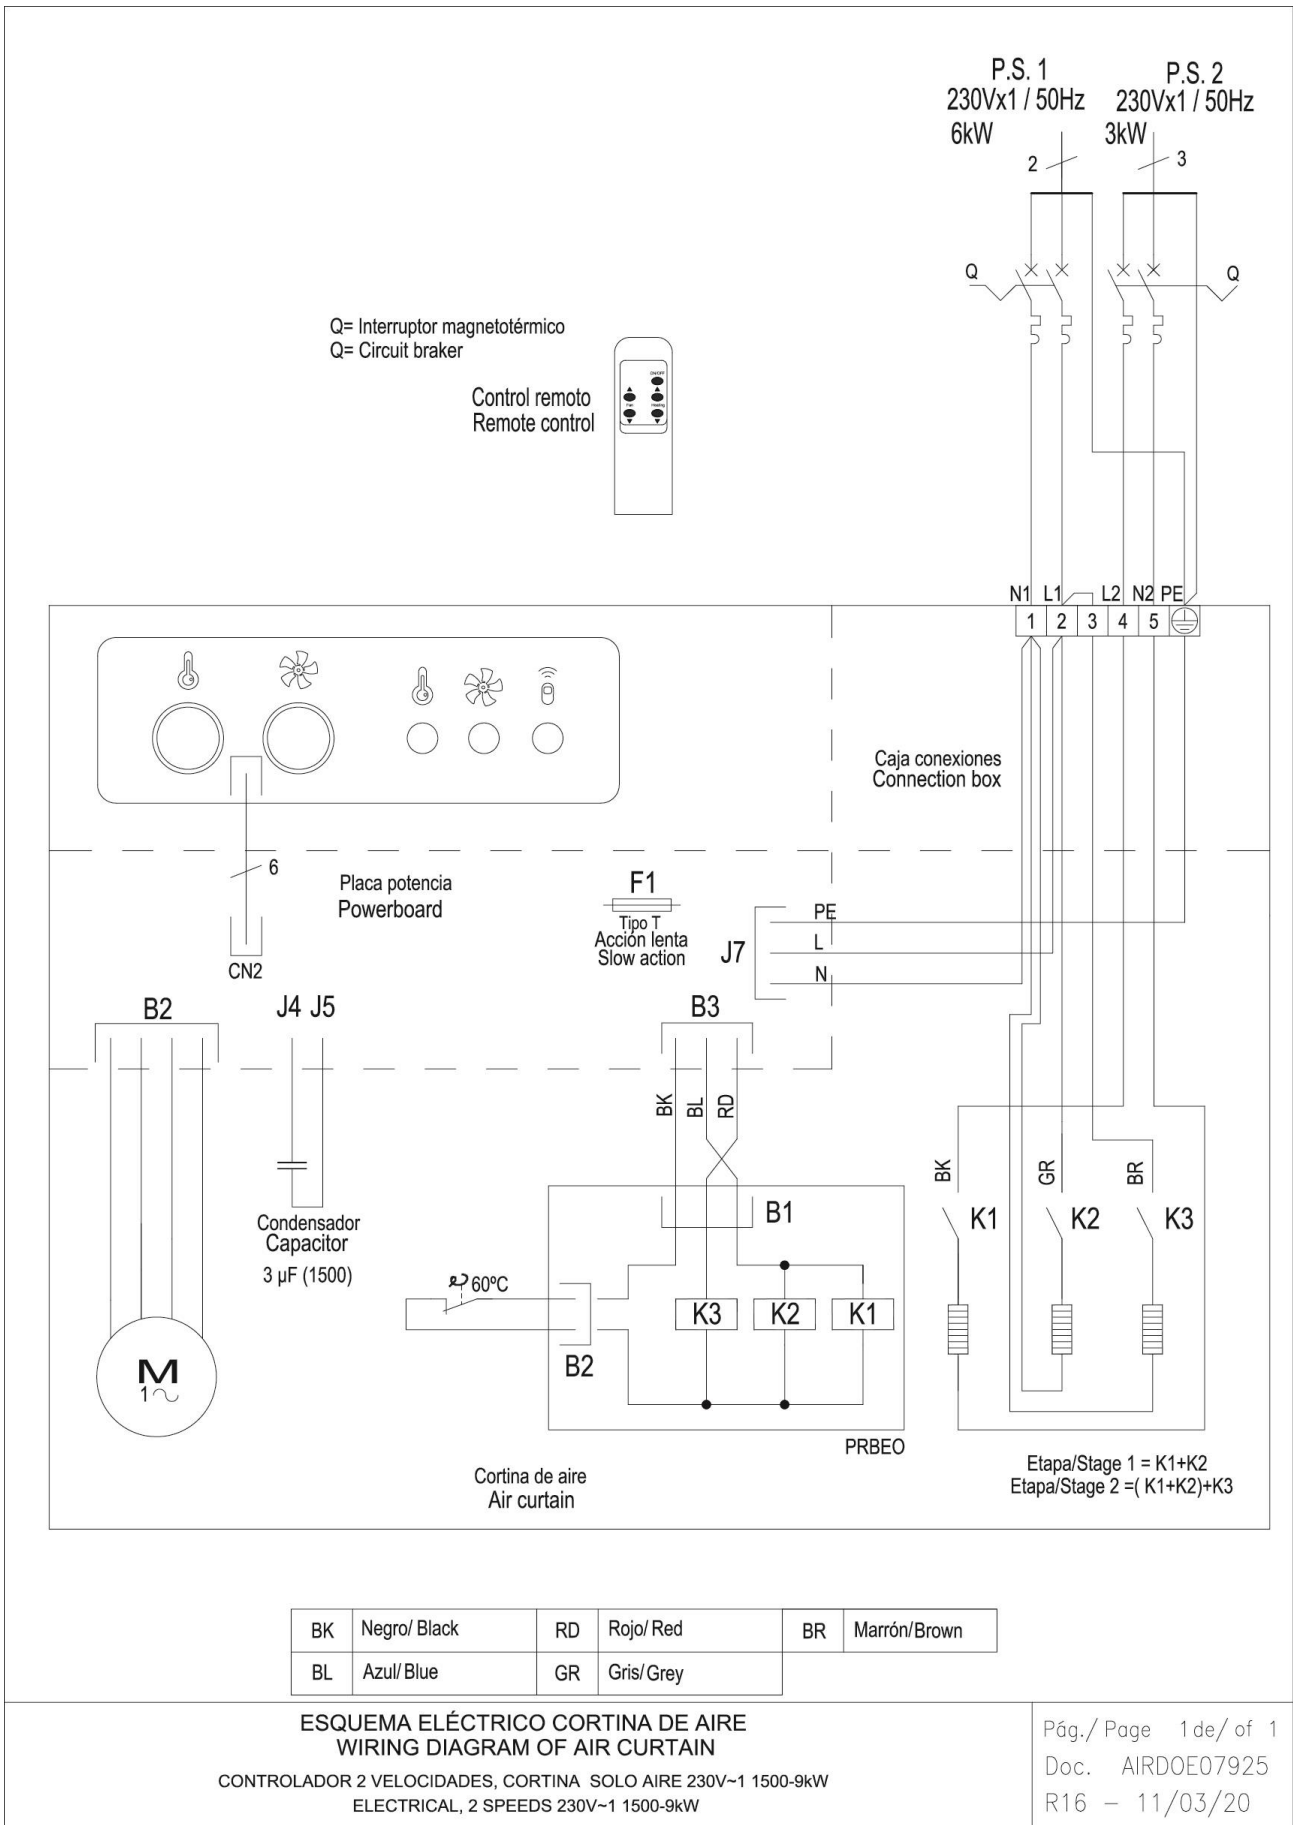 P.S. 1
230Vx1 / 50Hz
6kW
P.S. 2
230Vx1 / 50Hz
3kW
2
3
Q
Q
Q= Interruptor magnetotérmico
Q= Circuit braker
Control remoto
Remote control
ON/OFF
Fan
Heating
N1 L1 L2 N2 PE
1 2 3 4 5
Caja conexiones
Connection box
6
CN2
Placa potencia
Powerboard
F1
Tipo T
Acción lenta
Slow action
J7
PE
L
N
B2
J4 J5
B3
BK
BL
RD
Condensador
Capacitor
3 µF (1500)
BK
GR
BR
K1
K2
K3
B1
60ºC
K3
K2
K1
B2
M
1
PRBEO
Cortina de aire
Air curtain
Etapa/Stage 1 = K1+K2
Etapa/Stage 2 =( K1+K2)+K3
BK Negro/ Black RD Rojo/ Red BR Marrón/Brown
BL Azul/ Blue GR Gris/ Grey
ESQUEMA ELÉCTRICO CORTINA DE AIRE
WIRING DIAGRAM OF AIR CURTAIN
CONTROLADOR 2 VELOCIDADES, CORTINA SOLO AIRE 230V~1 1500-9kW
ELECTRICAL, 2 SPEEDS 230V~1 1500-9kW
Pág./ Page 1 de/ of 1
Doc. AIRDOE07925
R16 - 11/03/20